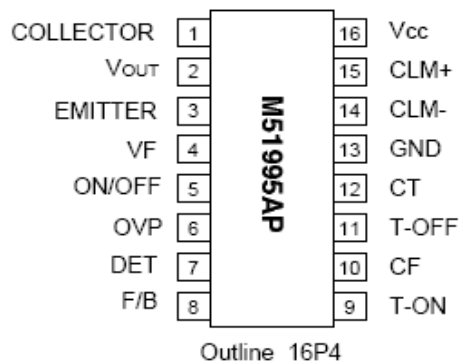 COLLECTOR 1 16 Vcc
VOUT 2 15 CLM+
EMITTER 3 14 CLM-
VF 4 13 GND
ON/OFF 5 12 CT
OVP 6 11 T-OFF
DET 7 10 CF
F/B 8 9 T-ON
M51995AP
Outline 16P4